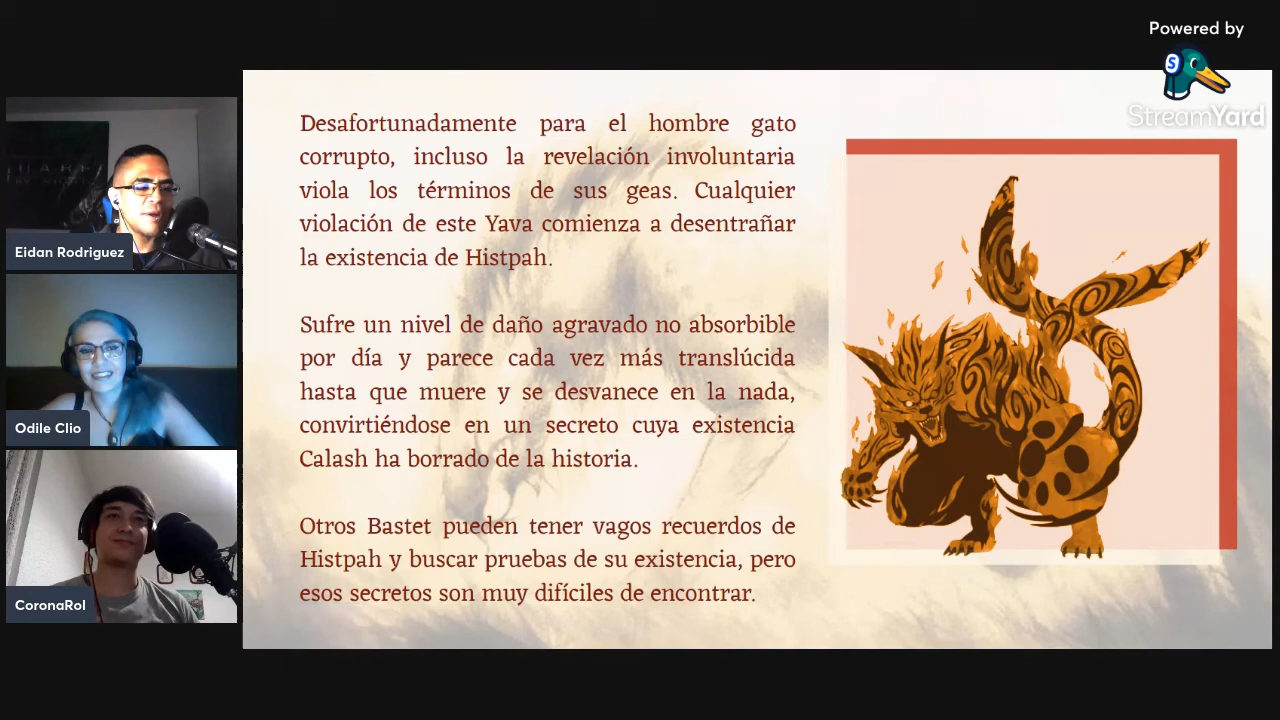 Powered by
StreamYard
Eidan Rodriguez
Odile Clio
CoronaRol
Desafortunadamente para el hombre gato
corrupto, incluso la revelación involuntaria
viola los términos de sus geas. Cualquier
violación de este Yava comienza a desentrañar
la existencia de Histpah.
Sufre un nivel de daño agravado no absorbible
por día y parece cada vez más translúcida
hasta que muere y se desvanece en la nada,
convirtiéndose en un secreto cuya existencia
Calash ha borrado de la historia.
Otros Bastet pueden tener vagos recuerdos de
Histpah y buscar pruebas de su existencia, pero
esos secretos son muy difíciles de encontrar.